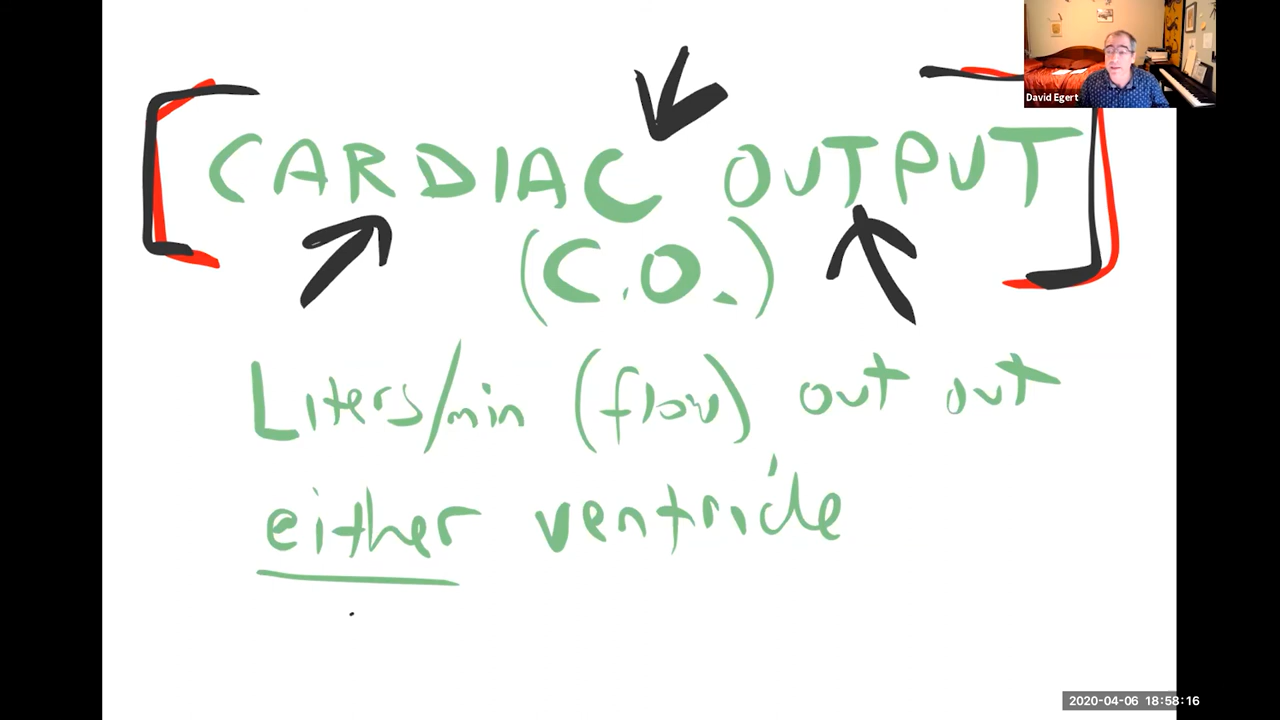 David Egert
CARDIAC OUTPUT
(C.O.)
Liters/min (flow) out out
either ventricle
2020-04-06 18:58:16